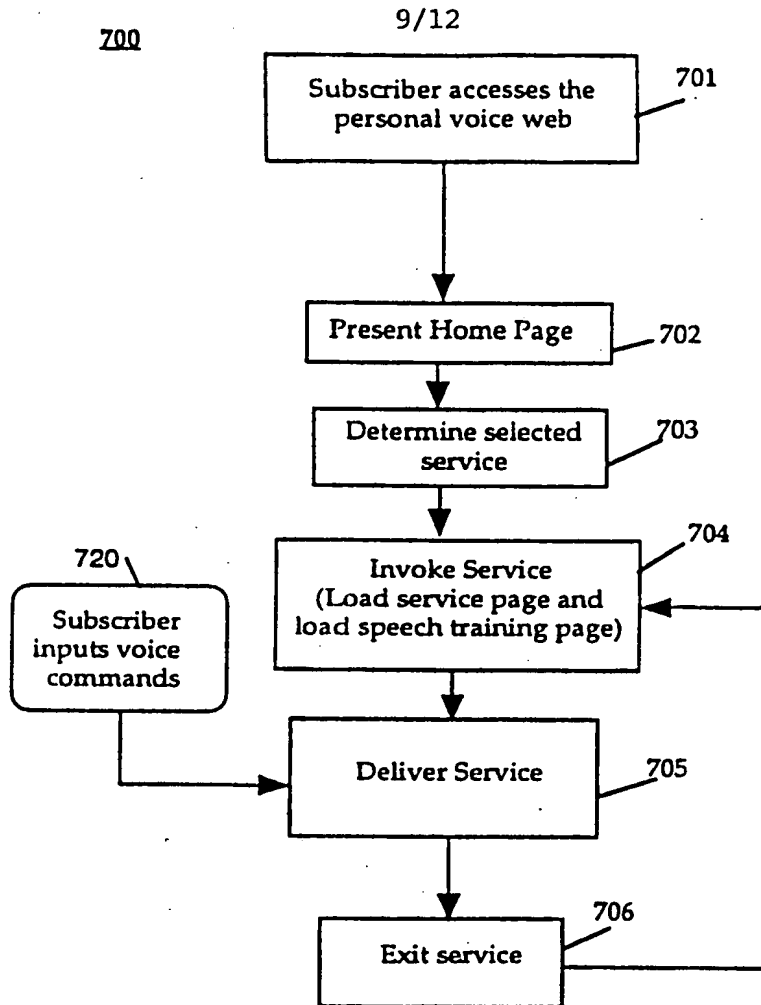 9/12
700
Subscriber accesses the
personal voice web
701
Present Home Page
702
Determine selected
service
703
704
Invoke Service
(Load service page and
load speech training page)
720
Subscriber
inputs voice
commands
Deliver Service
705
706
Exit service